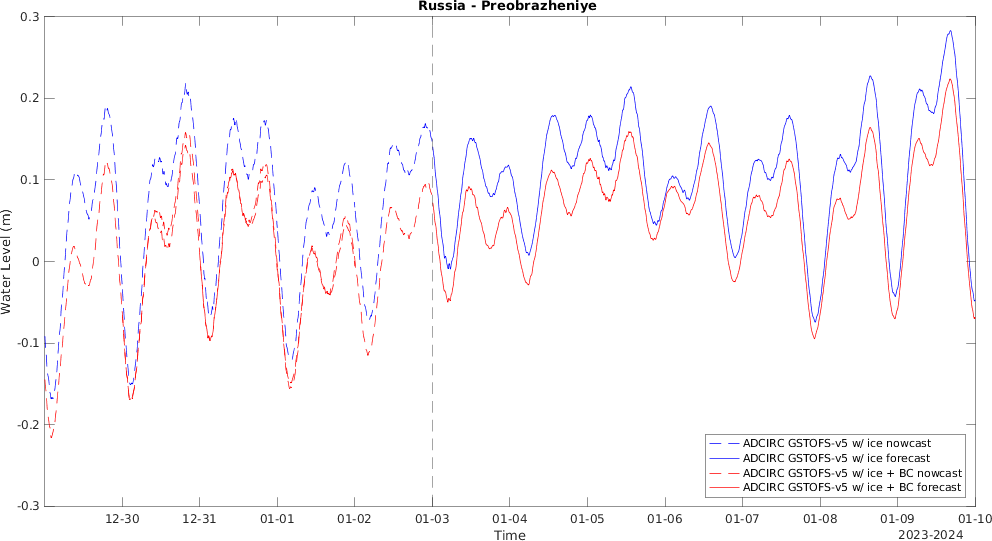 Russia - Preobrazheniye
0.3
0.2
0.1
0
-0.1
-0.2
-0.3
Water Level (m)
12-30
12-31
01-01
01-02
01-03
01-04
01-05
01-06
01-07
01-08
01-09
01-10
Time
2023-2024
ADCIRC GSTOFS-v5 w/ ice nowcast
ADCIRC GSTOFS-v5 w/ ice forecast
ADCIRC GSTOFS-v5 w/ ice + BC nowcast
ADCIRC GSTOFS-v5 w/ ice + BC forecast